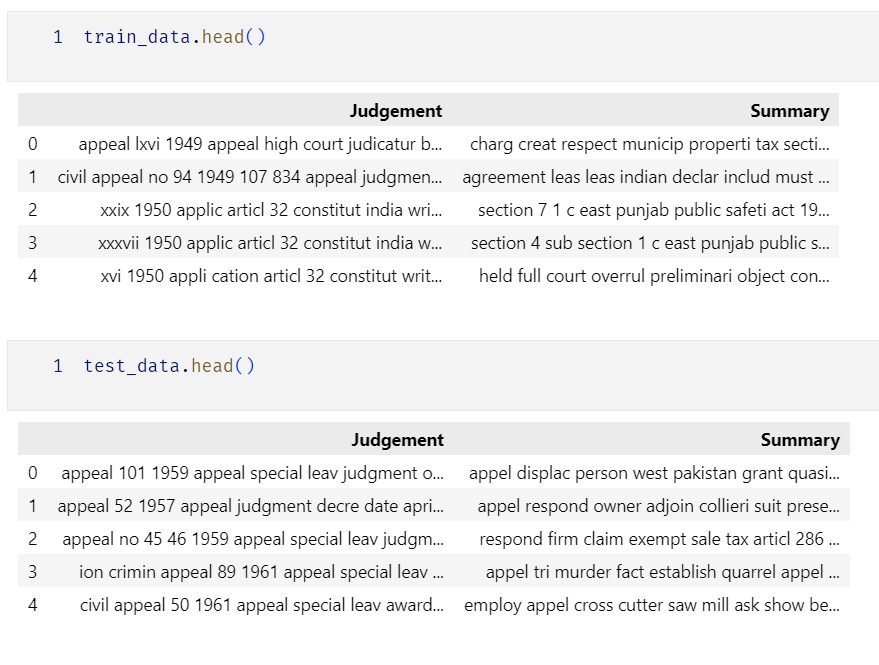 1 train_data.head()
Judgement Summary
0 appeal lxvi 1949 appeal high court judicatur b... charg creat respect municip properti tax secti...
1 civil appeal no 94 1949 107 834 appeal judgmen... agreement leas leas indian declar includ must ...
2 xxix 1950 applic articl 32 constitut india wri... section 7 1 c east punjab public safeti act 19...
3 xxxvii 1950 applic articl 32 constitut india w... section 4 sub section 1 c east punjab public s...
4 xvi 1950 appli cation articl 32 constitut writ... held full court overrul preliminari object con...
1 test_data.head()
Judgement Summary
0 appeal 101 1959 appeal special leav judgment o... appel displac person west pakistan grant quasi...
1 appeal 52 1957 appeal judgment decre date apri... appel respond owner adjoin collieri suit prese...
2 appeal no 45 46 1959 appeal special leav judgm... respond firm claim exempt sale tax articl 286 ...
3 ion crimin appeal 89 1961 appeal special leav ... appel tri murder fact establish quarrel appel ...
4 civil appeal 50 1961 appeal special leav award... employ appel cross cutter saw mill ask show be...